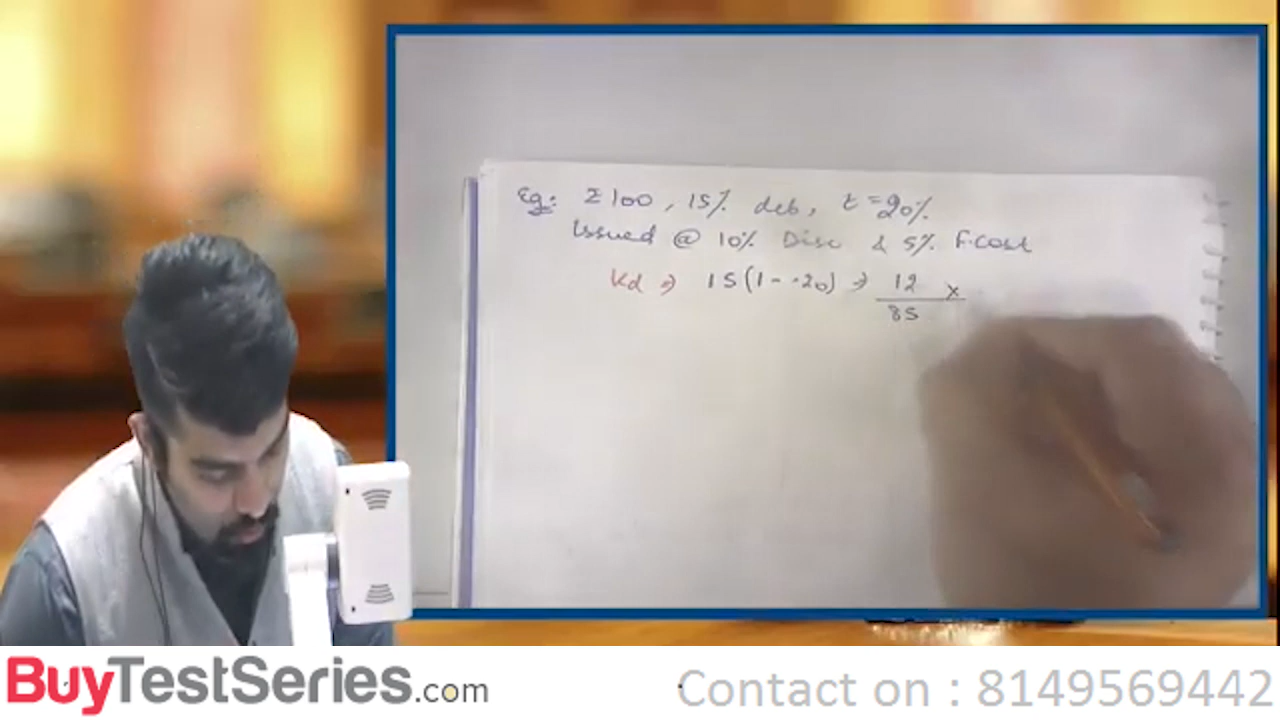 Eg: ₹100, 15% deb, t = 20%
Issued @ 10% Disc & 5% F.Cost
Kd ⇒ 15(1-.20) ⇒ 12/85 ×
BuyTestSeries.com
Contact on : 8149569442